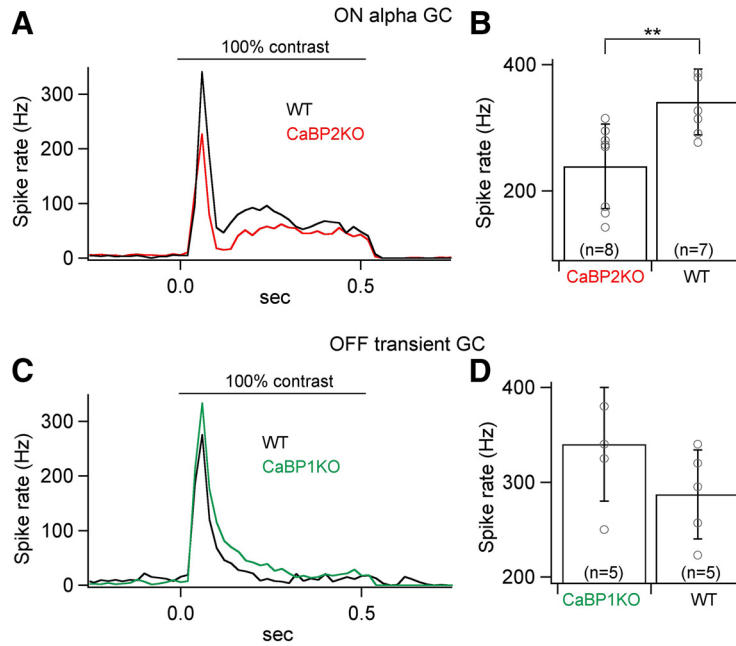 A
ON alpha GC
100% contrast
300
200
100
0
Spike rate (Hz)
WT
CaBP2KO
0.0
0.5
sec
B
**
400
200
Spike rate (Hz)
(n=8)
(n=7)
CaBP2KO
WT
OFF transient GC
C
100% contrast
300
200
100
0
Spike rate (Hz)
WT
CaBP1KO
0.0
0.5
sec
D
400
300
200
Spike rate (Hz)
(n=5)
(n=5)
CaBP1KO
WT